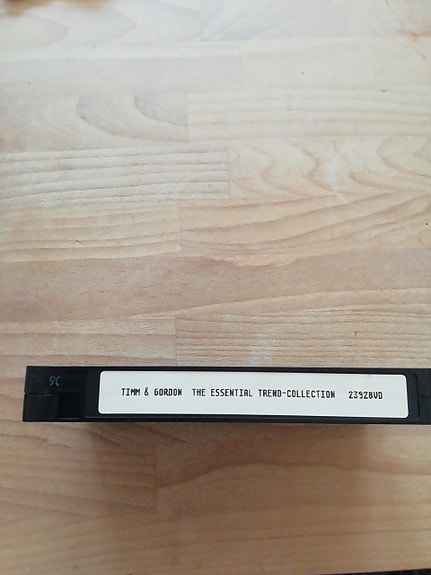 TIMM & GORDON THE ESSENTIAL TREND-COLLECTION 23928VD